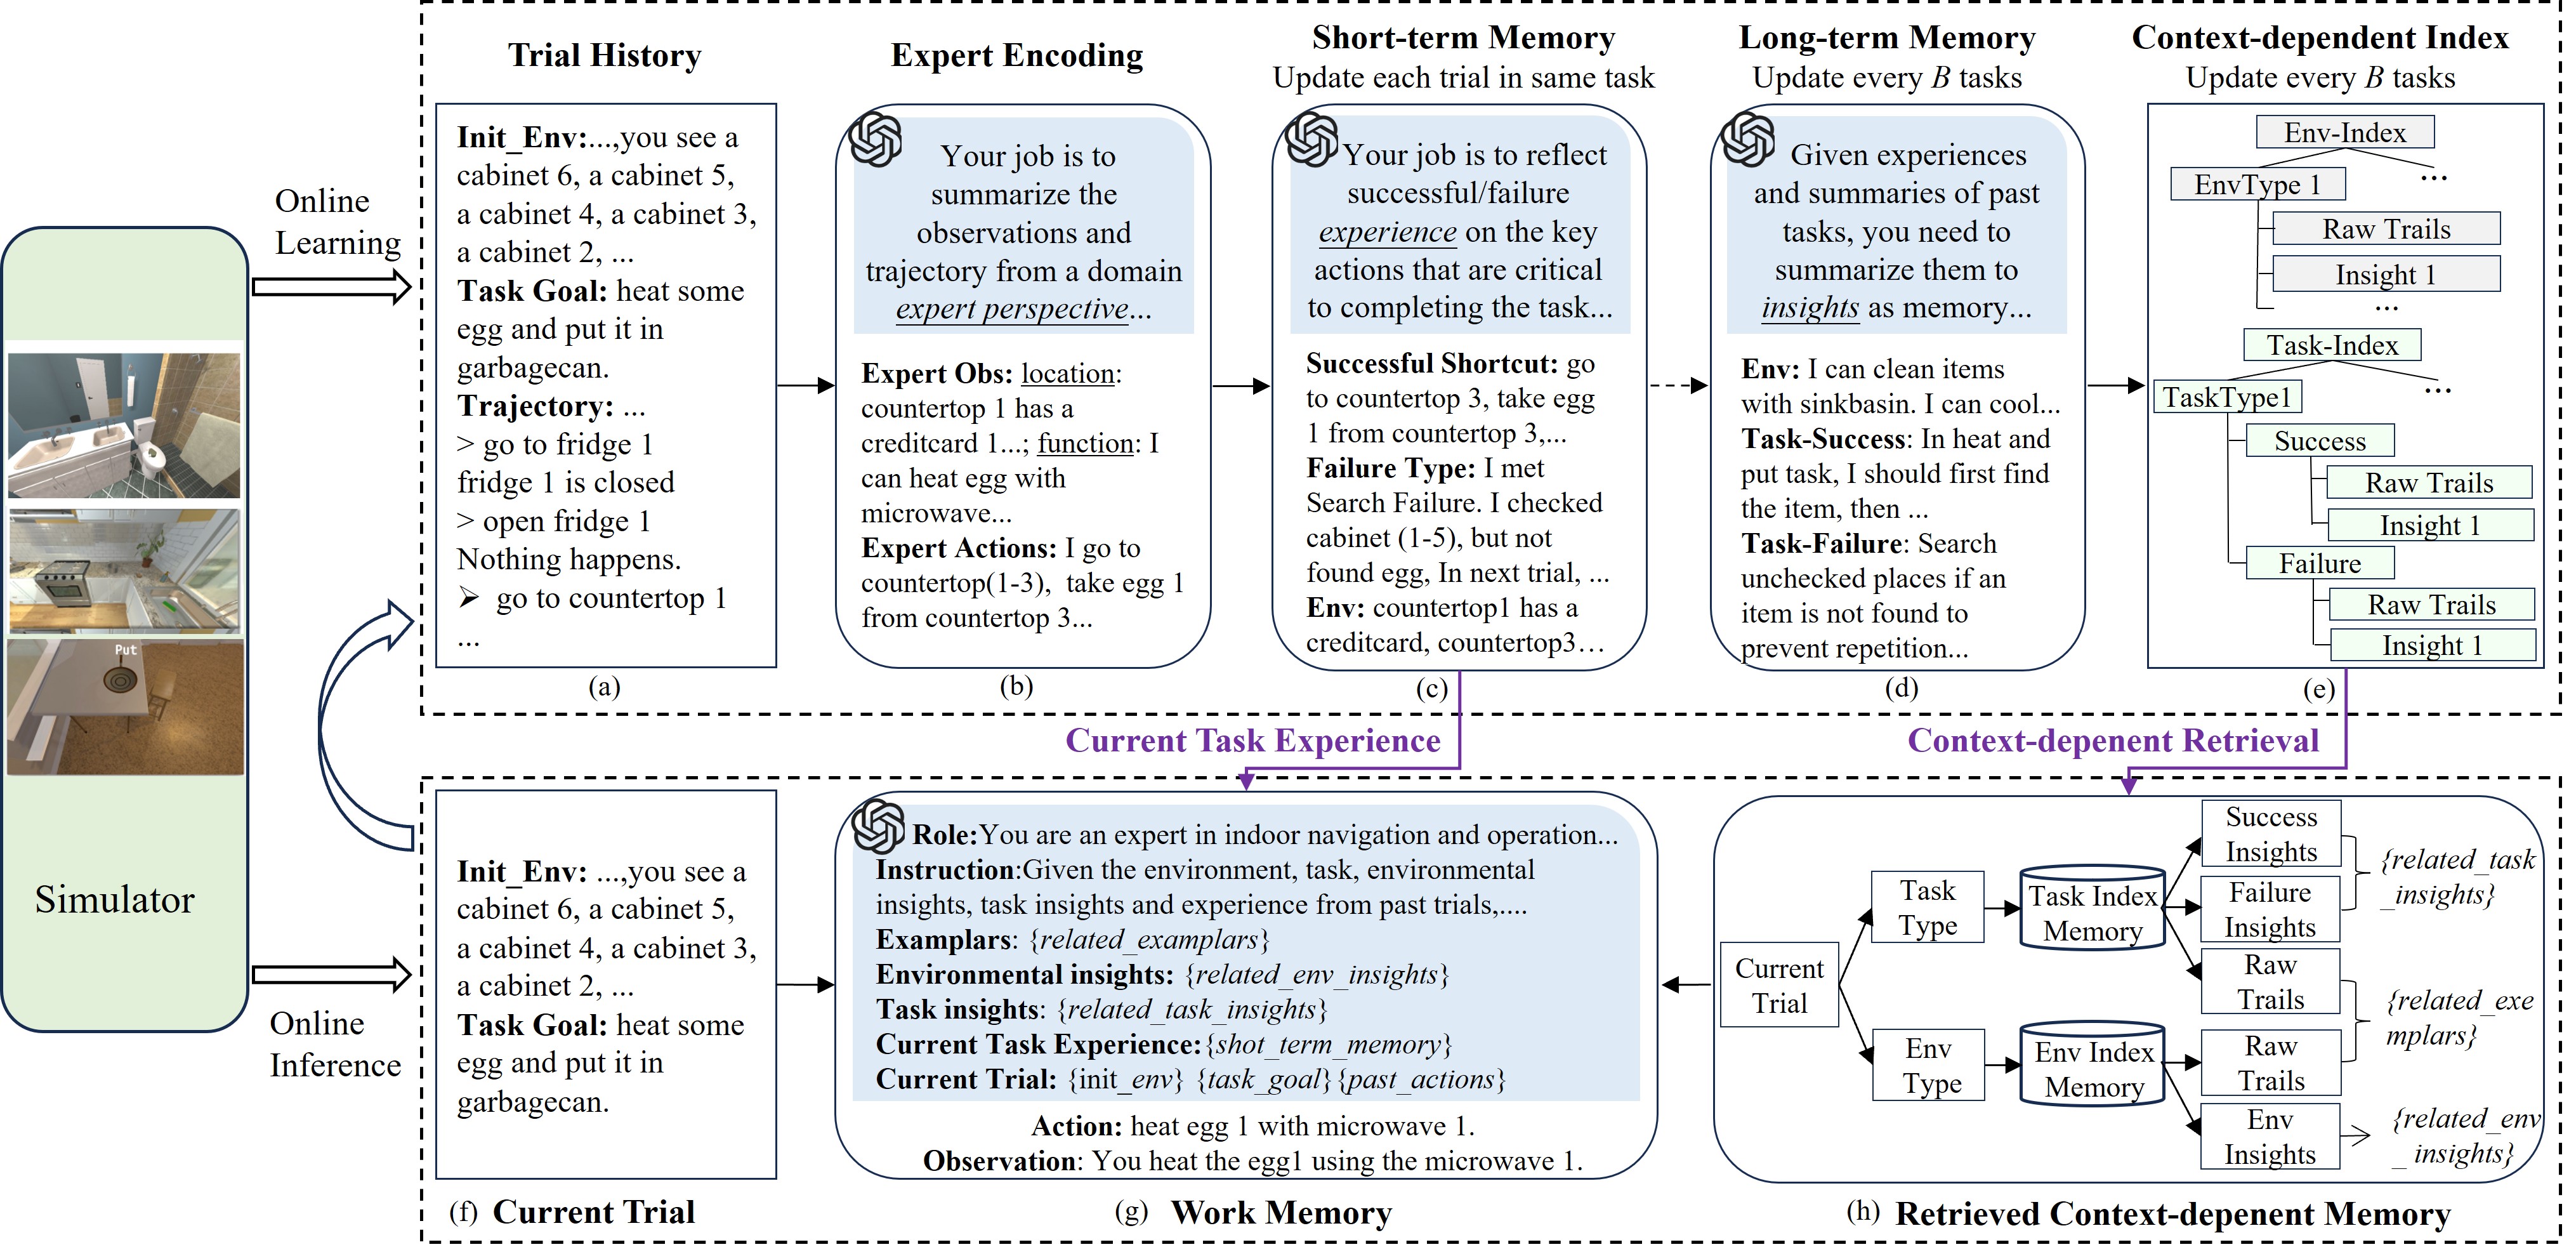 Simulator
Online
Learning
Online
Inference
Put
Trial History
Init_Env:...,you see a
cabinet 6, a cabinet 5,
a cabinet 4, a cabinet 3,
a cabinet 2, ...
Task Goal: heat some
egg and put it in
garbagecan.
Trajectory: ...
> go to fridge 1
fridge 1 is closed
> open fridge 1
Nothing happens.
➢ go to countertop 1
...
(a)
Expert Encoding
Your job is to
summarize the
observations and
trajectory from a domain
expert perspective...
Expert Obs: location:
countertop 1 has a
creditcard 1...; function: I
can heat egg with
microwave...
Expert Actions: I go to
countertop(1-3), take egg 1
from countertop 3...
(b)
Short-term Memory
Update each trial in same task
Your job is to reflect
successful/failure
experience on the key
actions that are critical
to completing the task...
Successful Shortcut: go
to countertop 3, take egg
1 from countertop 3,...
Failure Type: I met
Search Failure. I checked
cabinet (1-5), but not
found egg, In next trial, ...
Env: countertop1 has a
creditcard, countertop3...
(c)
Long-term Memory
Update every B tasks
Given experiences
and summaries of past
tasks, you need to
summarize them to
insights as memory...
Env: I can clean items
with sinkbasin. I can cool...
Task-Success: In heat and
put task, I should first find
the item, then ...
Task-Failure: Search
unchecked places if an
item is not found to
prevent repetition...
(d)
Context-dependent Index
Update every B tasks
Env-Index
EnvType 1
...
Raw Trails
Insight 1
...
Task-Index
TaskType1
...
Success
Raw Trails
Insight 1
Failure
Raw Trails
Insight 1
(e)
Current Task Experience
Context-depenent Retrieval
Init_Env: ...,you see a
cabinet 6, a cabinet 5,
a cabinet 4, a cabinet 3,
a cabinet 2, ...
Task Goal: heat some
egg and put it in
garbagecan.
(f) Current Trial
Role:You are an expert in indoor navigation and operation...
Instruction:Given the environment, task, environmental
insights, task insights and experience from past trials,....
Examplars: {related_examplars}
Environmental insights: {related_env_insights}
Task insights: {related_task_insights}
Current Task Experience:{shot_term_memory}
Current Trial: {init_env} {task_goal}{past_actions}
Action: heat egg 1 with microwave 1.
Observation: You heat the egg1 using the microwave 1.
(g) Work Memory
Current
Trial
Task
Type
Env
Type
Task Index
Memory
Env Index
Memory
Success
Insights
Failure
Insights
Raw
Trails
Raw
Trails
Env
Insights
{related_task
_insights}
{related_exe
mplars}
{related_env
_ insights}
(h) Retrieved Context-depenent Memory